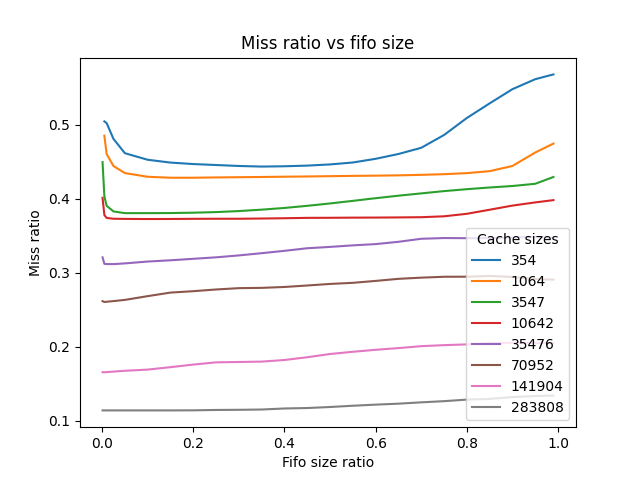 Miss ratio vs fifo size
Miss ratio
0.5
0.4
0.3
0.2
0.1
Cache sizes
354
1064
3547
10642
35476
70952
141904
283808
0.0 0.2 0.4 0.6 0.8 1.0
Fifo size ratio